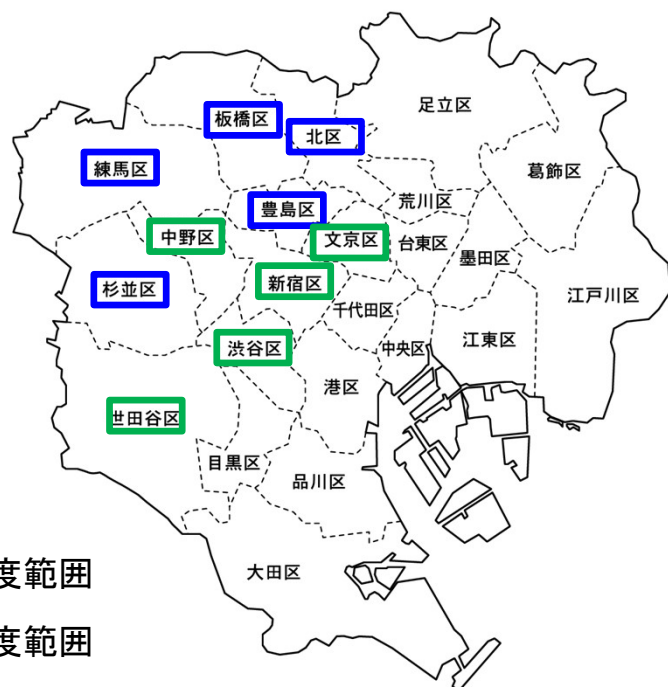 足立区
板橋区
北区
練馬区
葛飾区
豊島区
荒川区
中野区
文京区
台東区
墨田区
杉並区
新宿区
千代田区
江戸川区
渋谷区
中央区
江東区
港区
世田谷区
目黒区
品川区
大田区
度範囲
度範囲